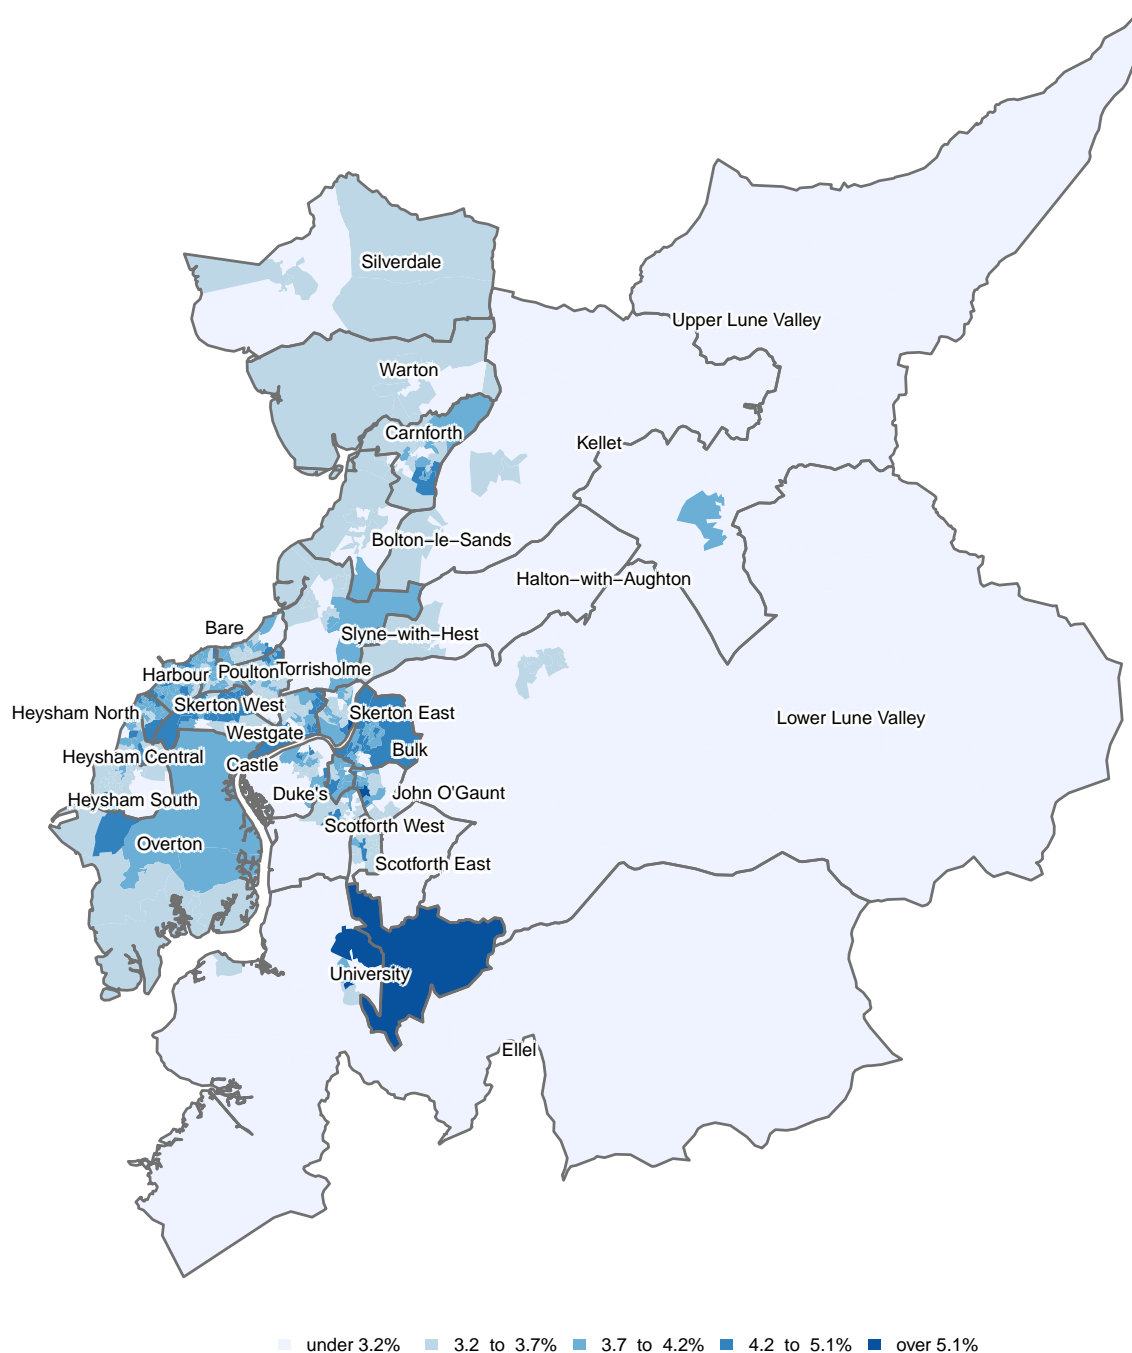 Silverdale
Upper Lune Valley
Warton
Carnforth
Kellet
Bolton−le−Sands
Halton−with−Aughton
Bare
Slyne−with−Hest
Harbour
Poulton
Torrisholme
Heysham North
Skerton West
Skerton East
Lower Lune Valley
Westgate
Bulk
Heysham Central
Castle
Duke's
John O'Gaunt
Heysham South
Scotforth West
Overton
Scotforth East
University
Ellel
under 3.2% 3.2 to 3.7% 3.7 to 4.2% 4.2 to 5.1% over 5.1%